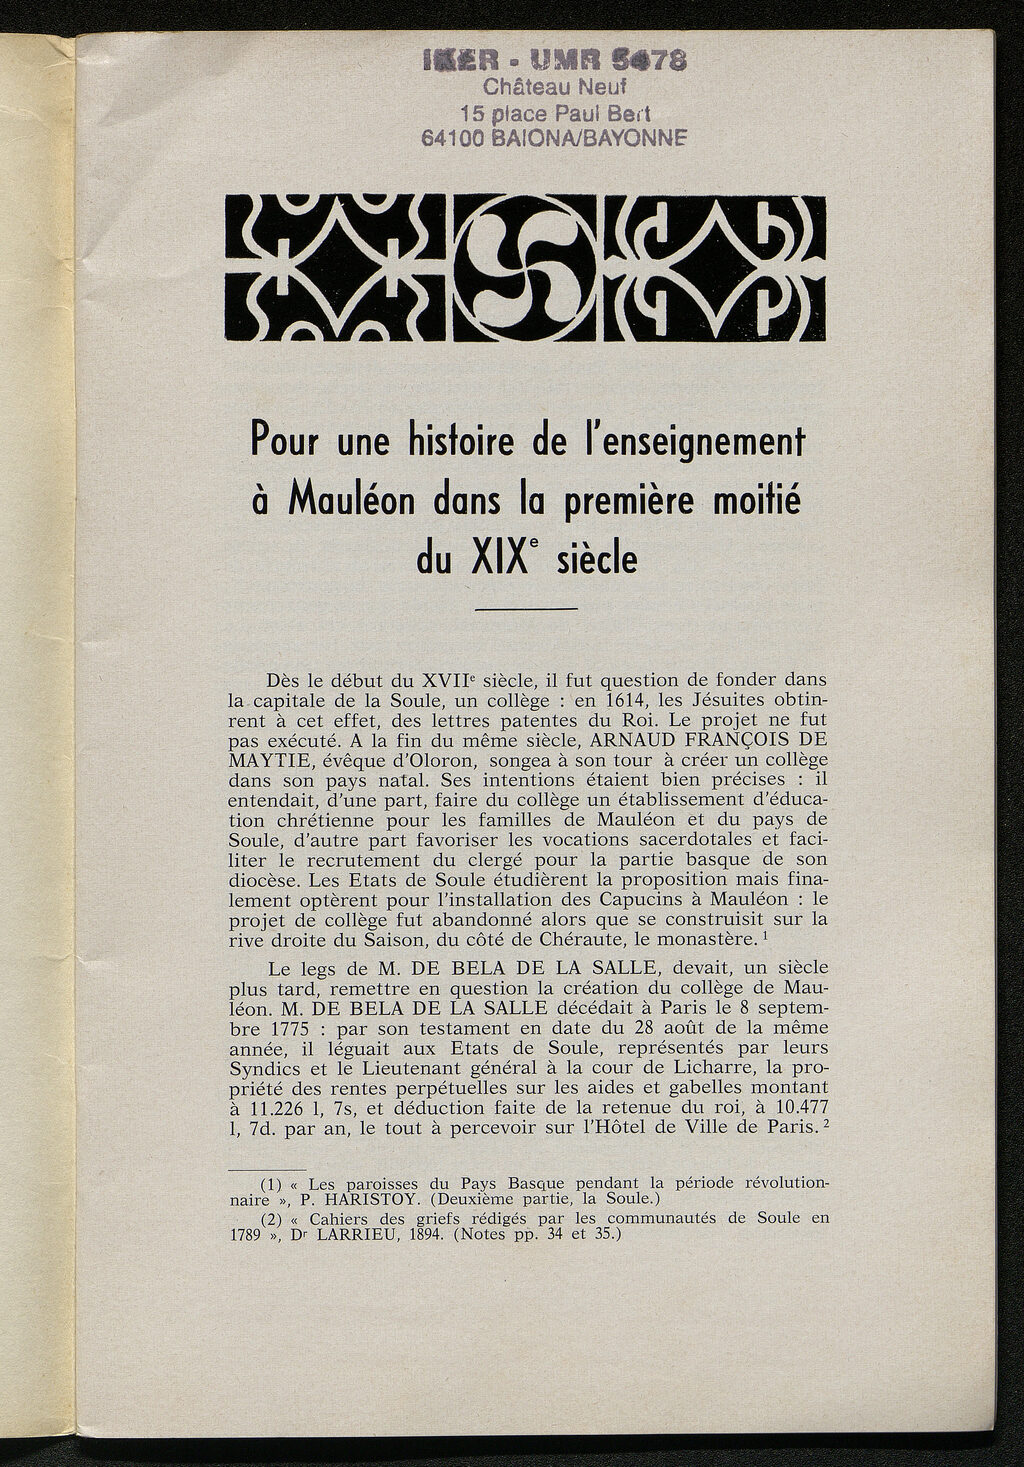 IKER - UMR 5478
Château Neuf
15 place Paul Bert
64100 BAIONA/BAYONNE
Pour une histoire de l'enseignement
à Mauléon dans la première moitié
du XIXe siècle
Dès le début du XVIIe siècle, il fut question de fonder dans
la capitale de la Soule, un collège : en 1614, les Jésuites obtin-
rent à cet effet, des lettres patentes du Roi. Le projet ne fut
pas exécuté. A la fin du même siècle, ARNAUD FRANÇOIS DE
MAYTIE, évêque d'Oloron, songea à son tour à créer un collège
dans son pays natal. Ses intentions étaient bien précises : il
entendait, d'une part, faire du collège un établissement d'éduca-
tion chrétienne pour les familles de Mauléon et du pays de
Soule, d'autre part favoriser les vocations sacerdotales et faci-
liter le recrutement du clergé pour la partie basque de son
diocèse. Les Etats de Soule étudièrent la proposition mais fina-
lement optèrent pour l'installation des Capucins à Mauléon : le
projet de collège fut abandonné alors que se construisit sur la
rive droite du Saison, du côté de Chéraute, le monastère. 1
Le legs de M. DE BELA DE LA SALLE, devait, un siècle
plus tard, remettre en question la création du collège de Mau-
léon. M. DE BELA DE LA SALLE décédait à Paris le 8 septem-
bre 1775 : par son testament en date du 28 août de la même
année, il léguait aux Etats de Soule, représentés par leurs
Syndics et le Lieutenant général à la cour de Licharre, la pro-
priété des rentes perpétuelles sur les aides et gabelles montant
à 11.226 l, 7s, et déduction faite de la retenue du roi, à 10.477
l, 7d. par an, le tout à percevoir sur l'Hôtel de Ville de Paris. 2
(1) « Les paroisses du Pays Basque pendant la période révolution-
naire », P. HARISTOY. (Deuxième partie, la Soule.)
(2) « Cahiers des griefs rédigés par les communautés de Soule en
1789 », Dr LARRIEU, 1894. (Notes pp. 34 et 35.)